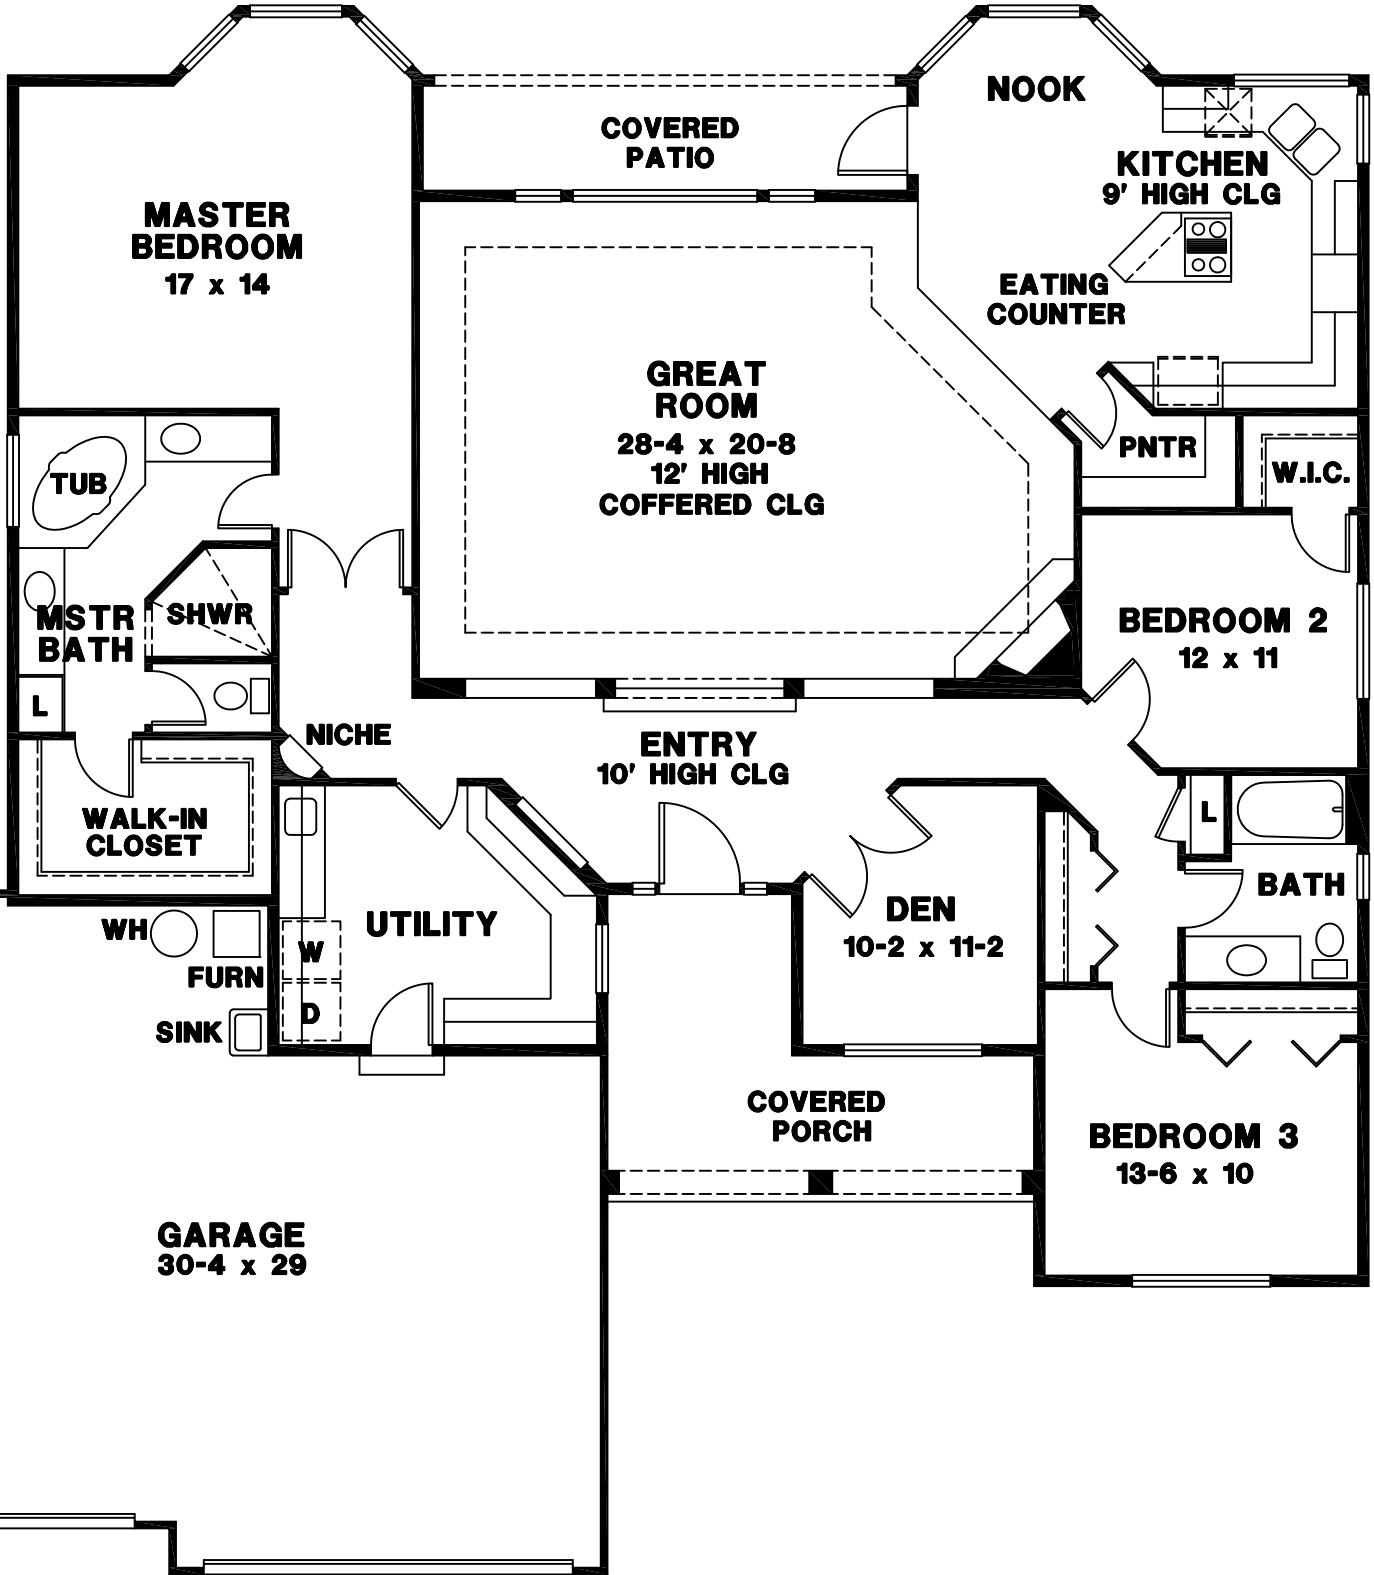 NOOK
COVERED
PATIO
KITCHEN
9' HIGH CLG
MASTER
BEDROOM
17 x 14
EATING
COUNTER
GREAT
ROOM
28-4 x 20-8
12' HIGH
COFFERED CLG
PNTR
W.I.C.
TUB
MSTR
BATH
SHWR
BEDROOM 2
12 x 11
L
NICHE
ENTRY
10' HIGH CLG
WALK-IN
CLOSET
L
BATH
WH
FURN
UTILITY
W
D
SINK
DEN
10-2 x 11-2
COVERED
PORCH
BEDROOM 3
13-6 x 10
GARAGE
30-4 x 29